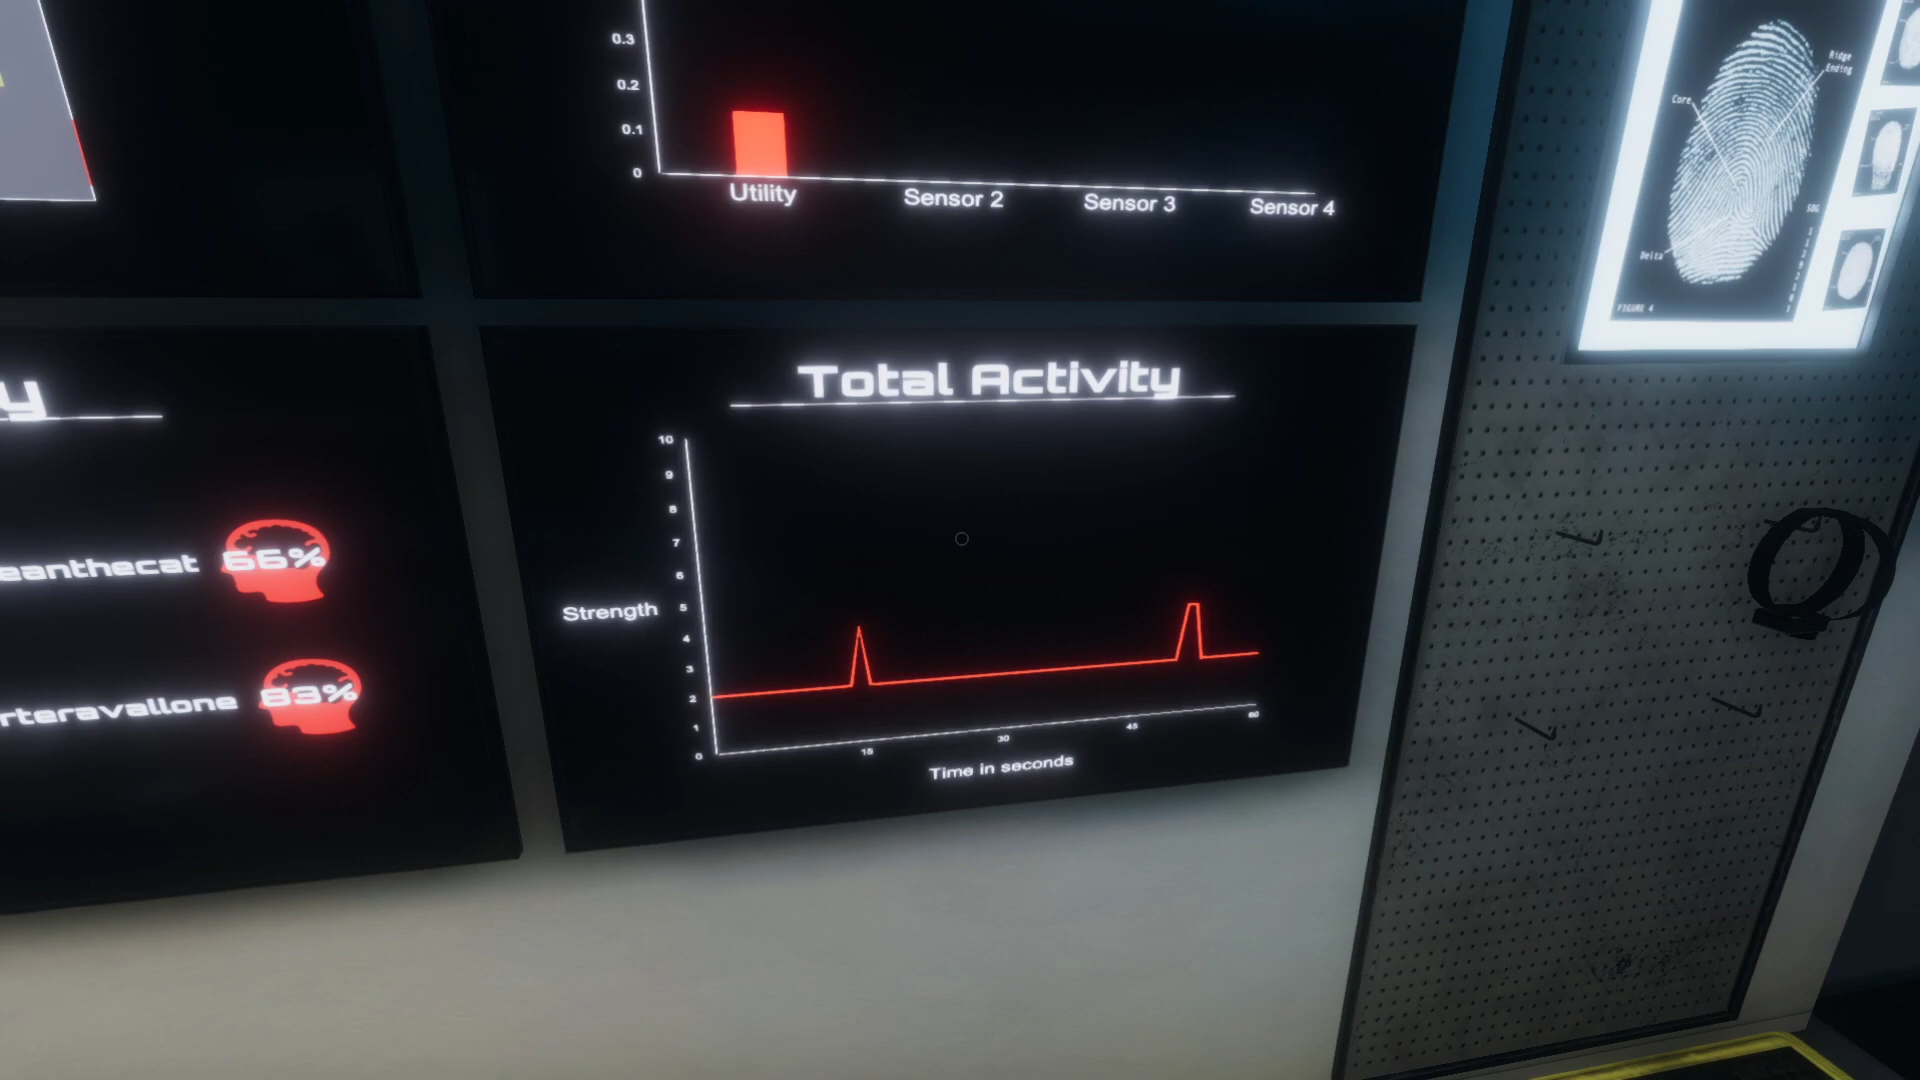 0.3
0.2
0.1
0
Utility
Sensor 2
Sensor 3
Sensor 4
Ridge
Ending
Core
Delta
FIGURE 4
y
eanthecat
66%
rteravallone
83%
Total Activity
10
9
8
7
6
5
4
3
2
1
0
Strength
15
30
45
60
Time in seconds